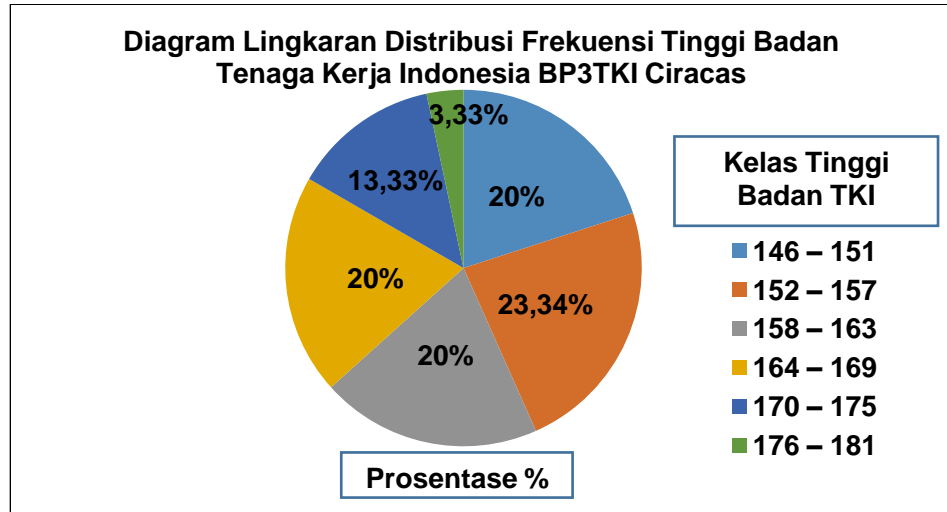 Diagram Lingkaran Distribusi Frekuensi Tinggi Badan
Tenaga Kerja Indonesia BP3TKI Ciracas
3,33%
13,33%
20%
20%
23,34%
20%
Kelas Tinggi
Badan TKI
146 – 151
152 – 157
158 – 163
164 – 169
170 – 175
176 – 181
Prosentase %